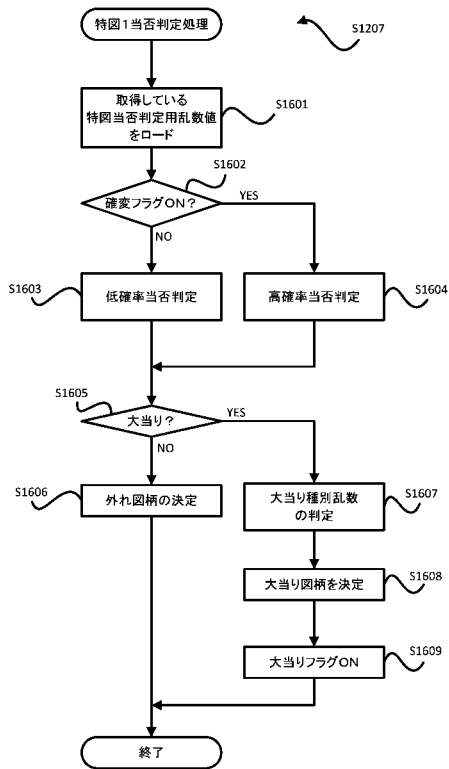 特図1当否判定処理
S1207
取得している
特図当否判定用乱数値
をロード
S1601
S1602
確変フラグON?
YES
NO
S1603
低確率当否判定
高確率当否判定
S1604
S1605
大当り?
YES
NO
S1606
外れ図柄の決定
大当り種別乱数
の判定
S1607
大当り図柄を決定
S1608
大当りフラグON
S1609
終了